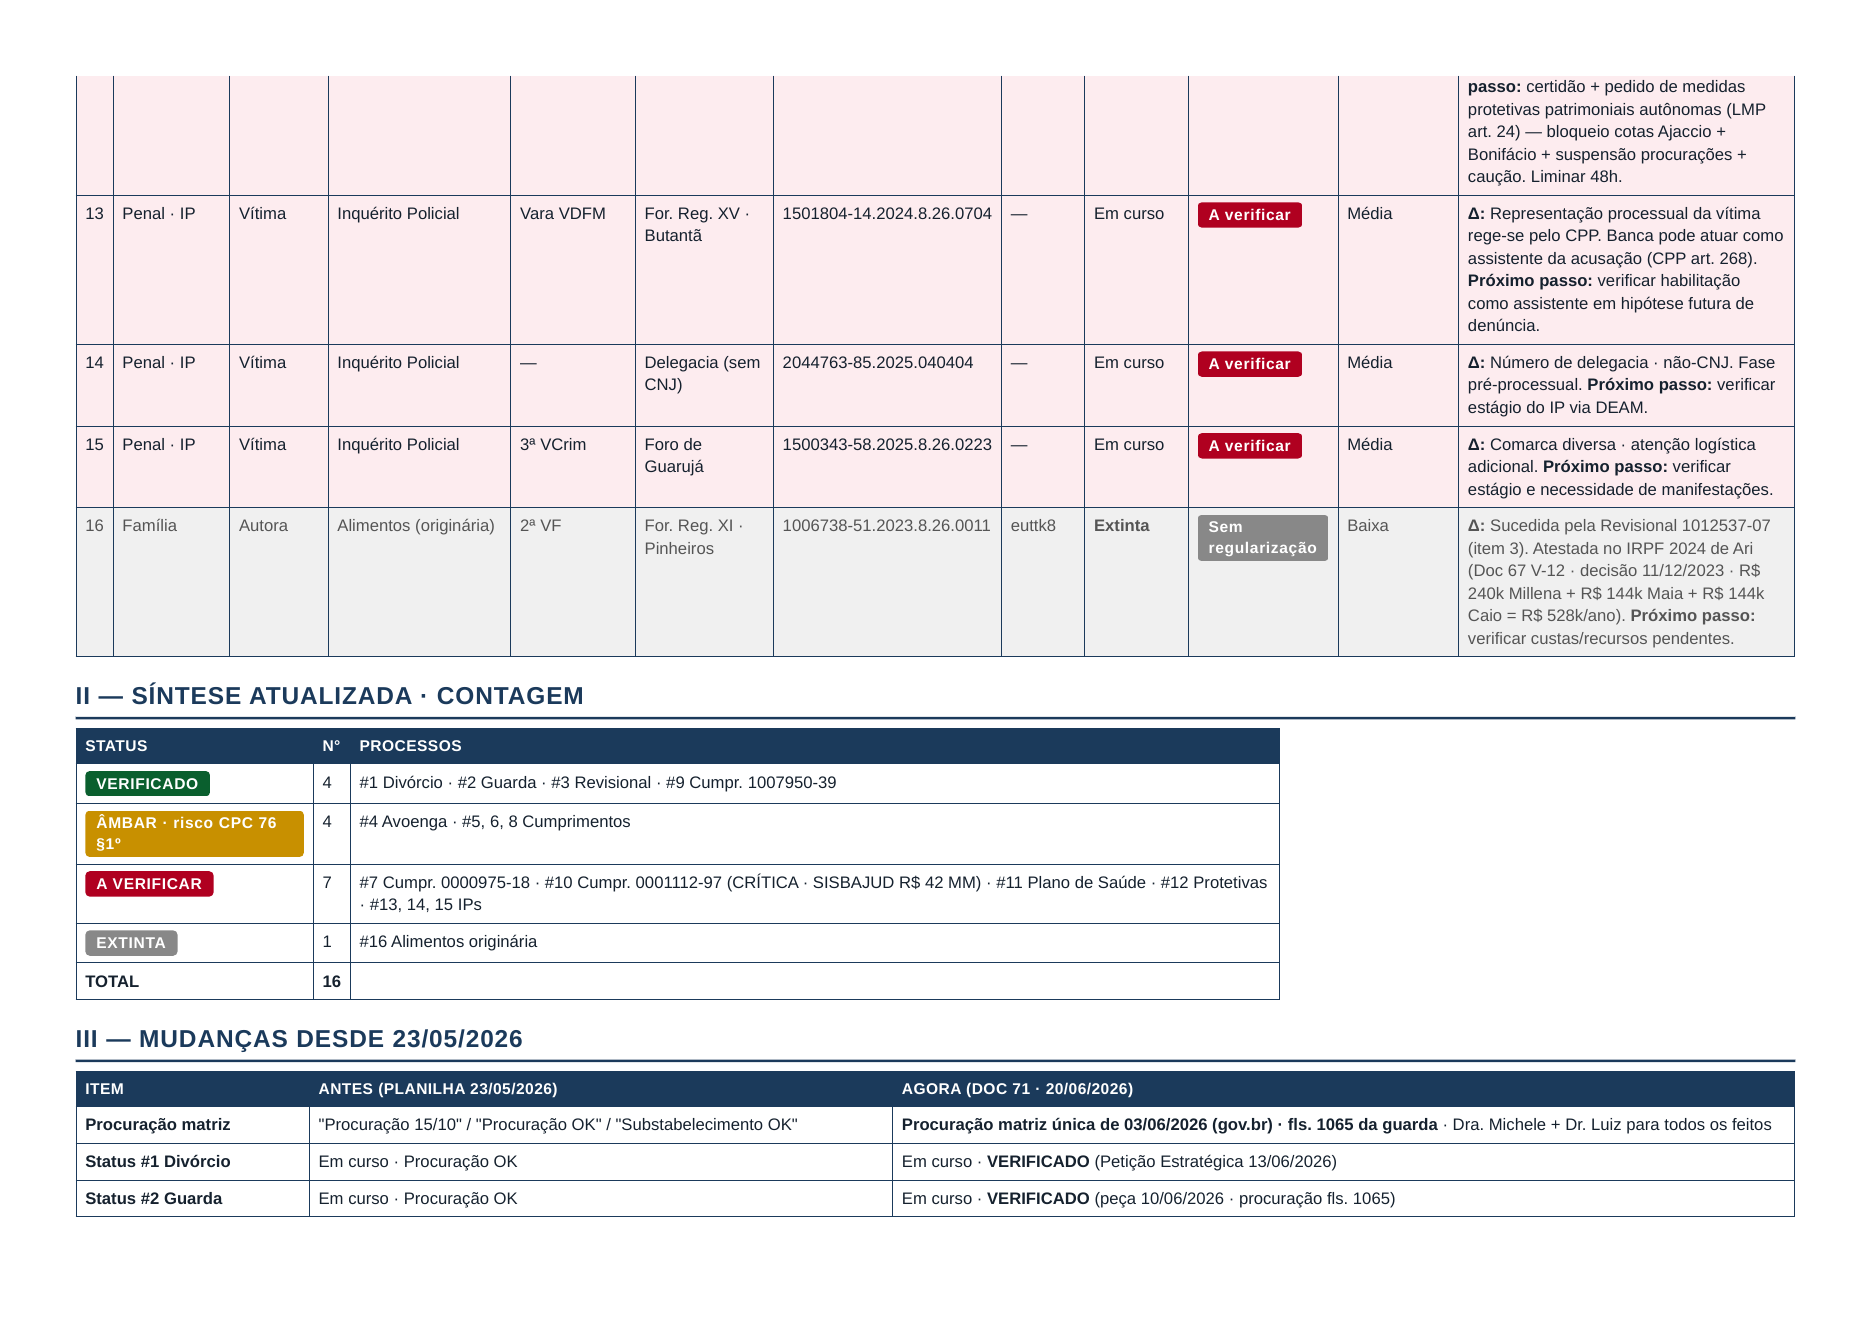 passo: certidão + pedido de medidas
protetivas patrimoniais autônomas (LMP
art. 24) — bloqueio cotas Ajaccio +
Bonifácio + suspensão procurações +
caução. Liminar 48h.
13 Penal · IP Vítima Inquérito Policial Vara VDFM For. Reg. XV · 1501804-14.2024.8.26.0704 — Em curso A verificar Média Δ: Representação processual da vítima
Butantã rege-se pelo CPP. Banca pode atuar como
assistente da acusação (CPP art. 268).
Próximo passo: verificar habilitação
como assistente em hipótese futura de
denúncia.
14 Penal · IP Vítima Inquérito Policial — Delegacia (sem 2044763-85.2025.040404 — Em curso A verificar Média Δ: Número de delegacia · não-CNJ. Fase
CNJ) pré-processual. Próximo passo: verificar
estágio do IP via DEAM.
15 Penal · IP Vítima Inquérito Policial 3ª VCrim Foro de 1500343-58.2025.8.26.0223 — Em curso A verificar Média Δ: Comarca diversa · atenção logística
Guarujá adicional. Próximo passo: verificar
estágio e necessidade de manifestações.
16 Família Autora Alimentos (originária) 2ª VF For. Reg. XI · 1006738-51.2023.8.26.0011 euttk8 Extinta Sem Baixa Δ: Sucedida pela Revisional 1012537-07
Pinheiros regularização (item 3). Atestada no IRPF 2024 de Ari
(Doc 67 V-12 · decisão 11/12/2023 · R$
240k Millena + R$ 144k Maia + R$ 144k
Caio = R$ 528k/ano). Próximo passo:
verificar custas/recursos pendentes.
II — SÍNTESE ATUALIZADA · CONTAGEM
STATUS N° PROCESSOS
VERIFICADO 4 #1 Divórcio · #2 Guarda · #3 Revisional · #9 Cumpr. 1007950-39
ÂMBAR · risco CPC 76 4 #4 Avoenga · #5, 6, 8 Cumprimentos
§1º
A VERIFICAR 7 #7 Cumpr. 0000975-18 · #10 Cumpr. 0001112-97 (CRÍTICA · SISBAJUD R$ 42 MM) · #11 Plano de Saúde · #12 Protetivas
· #13, 14, 15 IPs
EXTINTA 1 #16 Alimentos originária
TOTAL 16
III — MUDANÇAS DESDE 23/05/2026
ITEM ANTES (PLANILHA 23/05/2026) AGORA (DOC 71 · 20/06/2026)
Procuração matriz "Procuração 15/10" / "Procuração OK" / "Substabelecimento OK" Procuração matriz única de 03/06/2026 (gov.br) · fls. 1065 da guarda · Dra. Michele + Dr. Luiz para todos os feitos
Status #1 Divórcio Em curso · Procuração OK Em curso · VERIFICADO (Petição Estratégica 13/06/2026)
Status #2 Guarda Em curso · Procuração OK Em curso · VERIFICADO (peça 10/06/2026 · procuração fls. 1065)